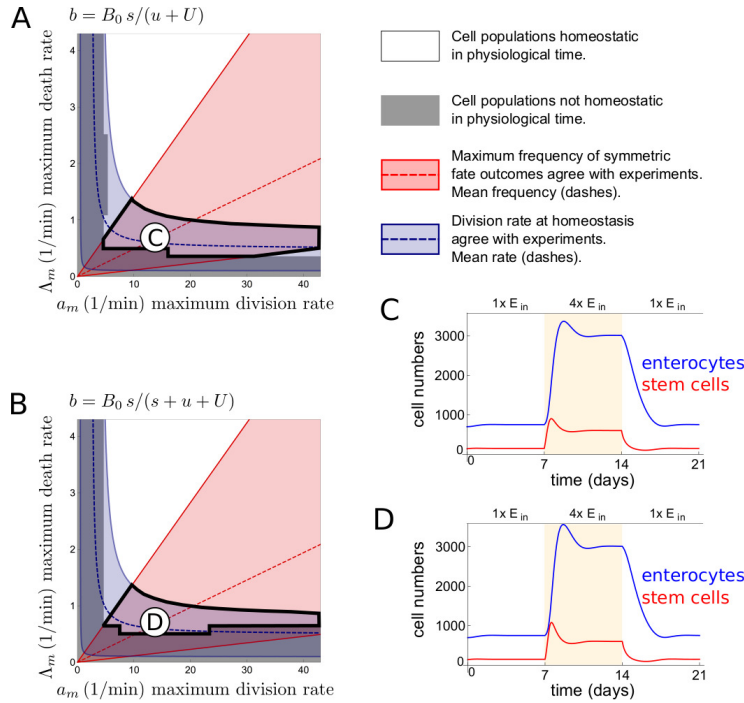 A
b = B₀ s/(u + U)
Λₘ (1/min) maximum death rate
4
3
2
1
0
C
0 10 20 30 40
aₘ (1/min) maximum division rate
Cell populations homeostatic
in physiological time.
Cell populations not homeostatic
in physiological time.
Maximum frequency of symmetric
fate outcomes agree with experiments.
Mean frequency (dashes).
Division rate at homeostasis
agree with experiments.
Mean rate (dashes).
B
b = B₀ s/(s + u + U)
Λₘ (1/min) maximum death rate
4
3
2
1
0
D
0 10 20 30 40
aₘ (1/min) maximum division rate
C
1x E in 4x E in 1x E in
cell numbers
3000
2000
1000
0
enterocytes
stem cells
0 7 14 21
time (days)
D
1x E in 4x E in 1x E in
cell numbers
3000
2000
1000
0
enterocytes
stem cells
0 7 14 21
time (days)